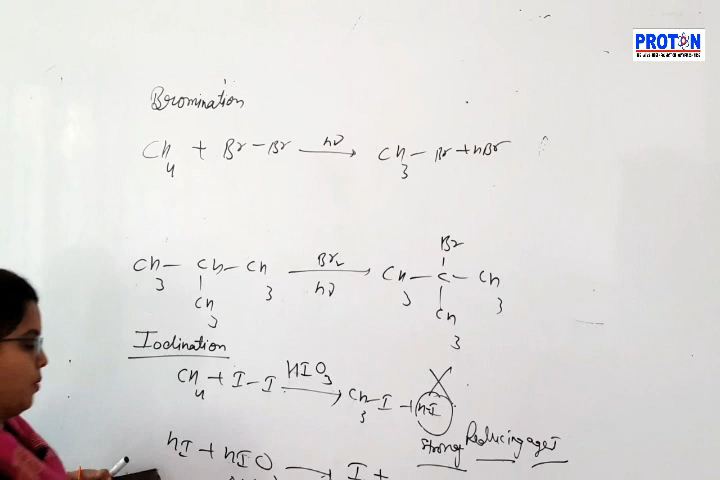 PROTON
Bromination
CH4 + Br-Br hν→ CH3-Br + HBr
CH3-CH-CH3 Br2 hν→ CH3-C-CH3
Br
CH3
CH3
Iodination
CH4 + I-I HIO3→ CH3-I + HI
Strong Reducing aget
HI + HIO → I +